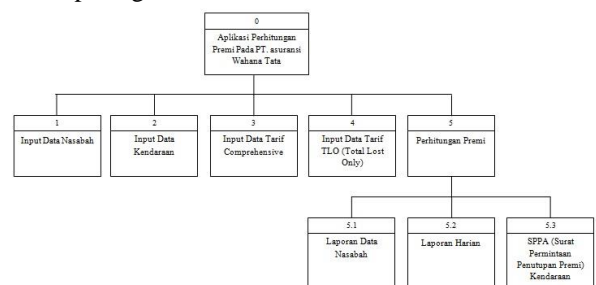 0
Aplikasi Perhitungan
Premi Pada PT. asuransi
Wahana Tata
1
Input Data Nasabah
2
Input Data
Kendaraan
3
Input Data Tarif
Comprehensive
4
Input Data Tarif
TLO (Total Lost
Only)
5
Perhitungan Premi
5.1
Laporan Data
Nasabah
5.2
Laporan Harian
5.3
SPPA (Surat
Permintaan
Penutupan Premi)
Kendaraan